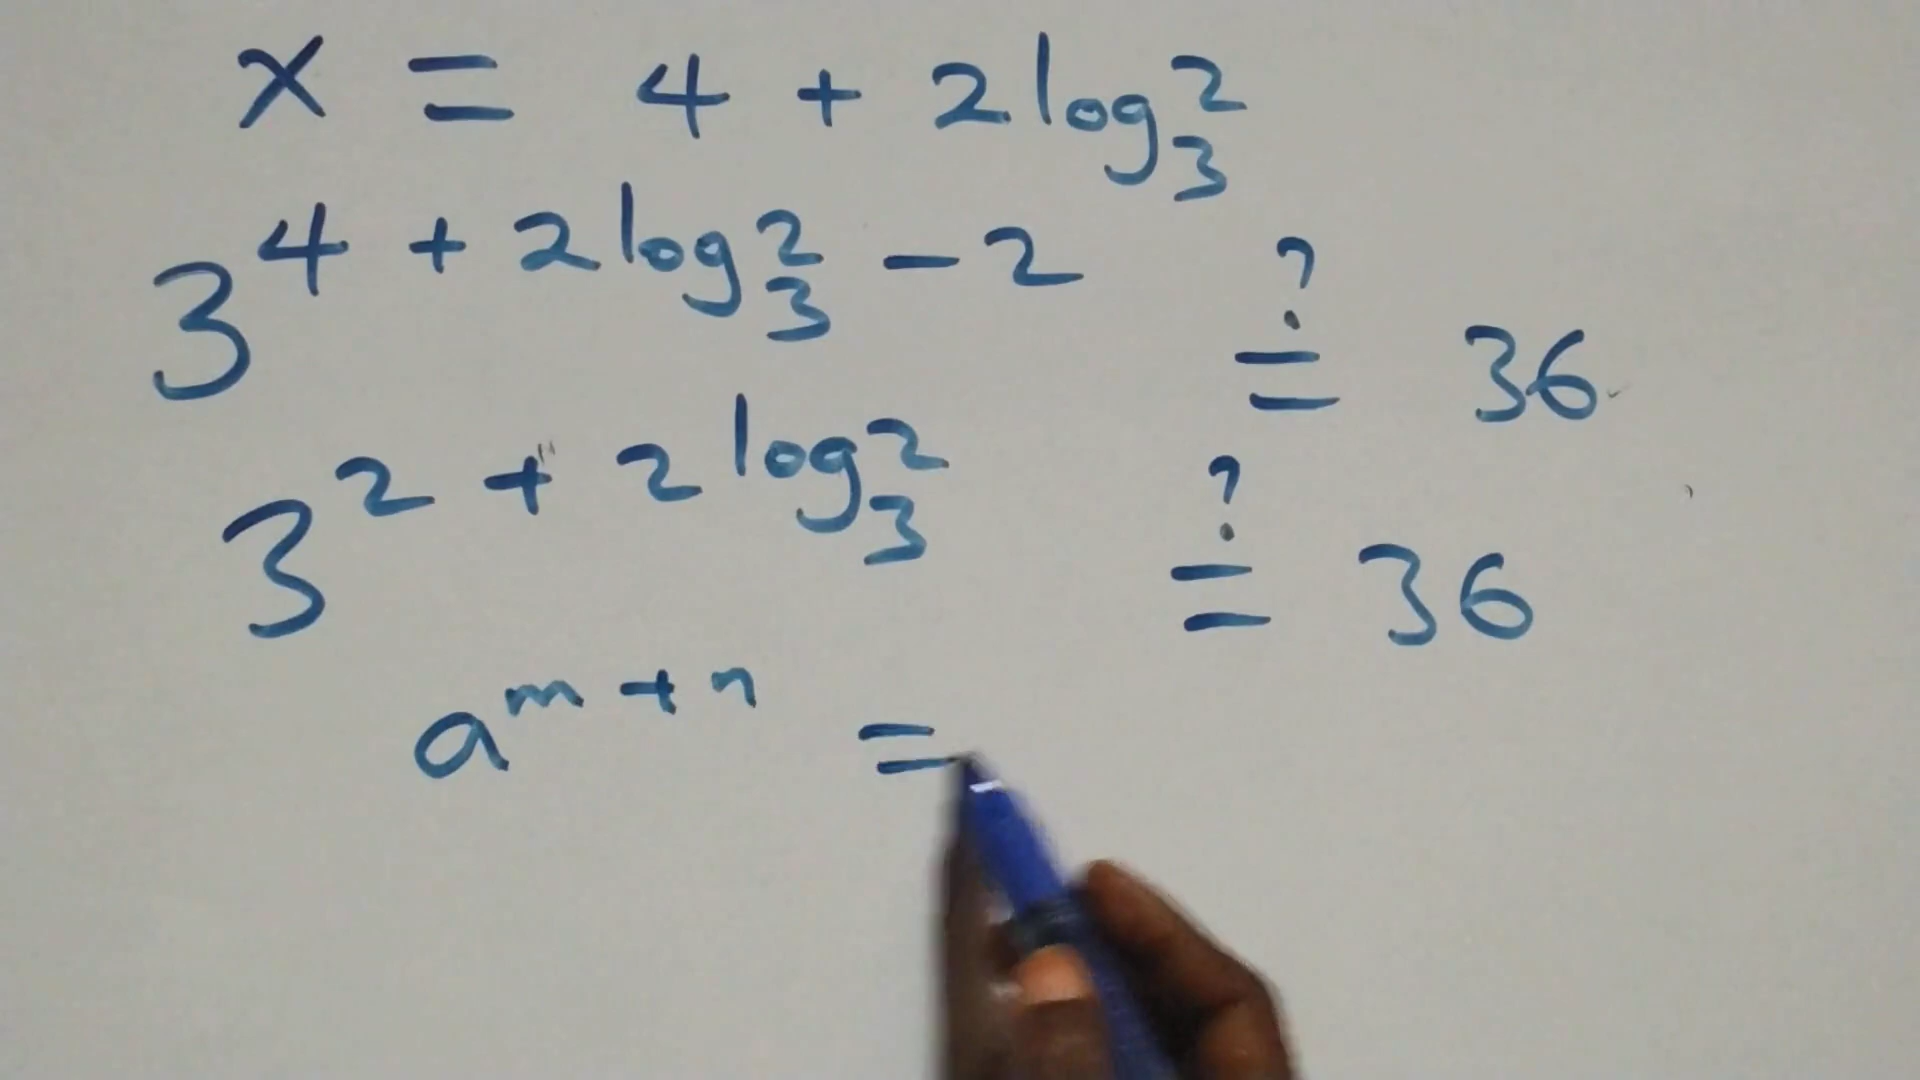 x = 4 + 2log₃2
3^(4 + 2log₃2 - 2) ?= 36
3^(2 + 2log₃2) ?= 36
a^(m + n) =